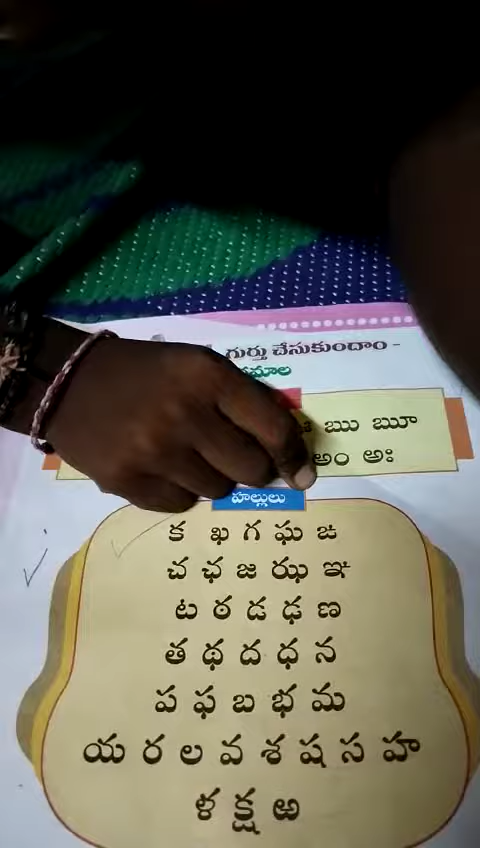 గుర్తు చేసుకుందాం -
ఋ ౠ
అం అః
హల్లులు
క ఖ గ ఘ ఙ
చ ఛ జ ఝ ఞ
ట ఠ డ ఢ ణ
త థ ద ధ న
ప ఫ బ భ మ
య ర ల వ శ ష స హ
ళ క్ష ఱ